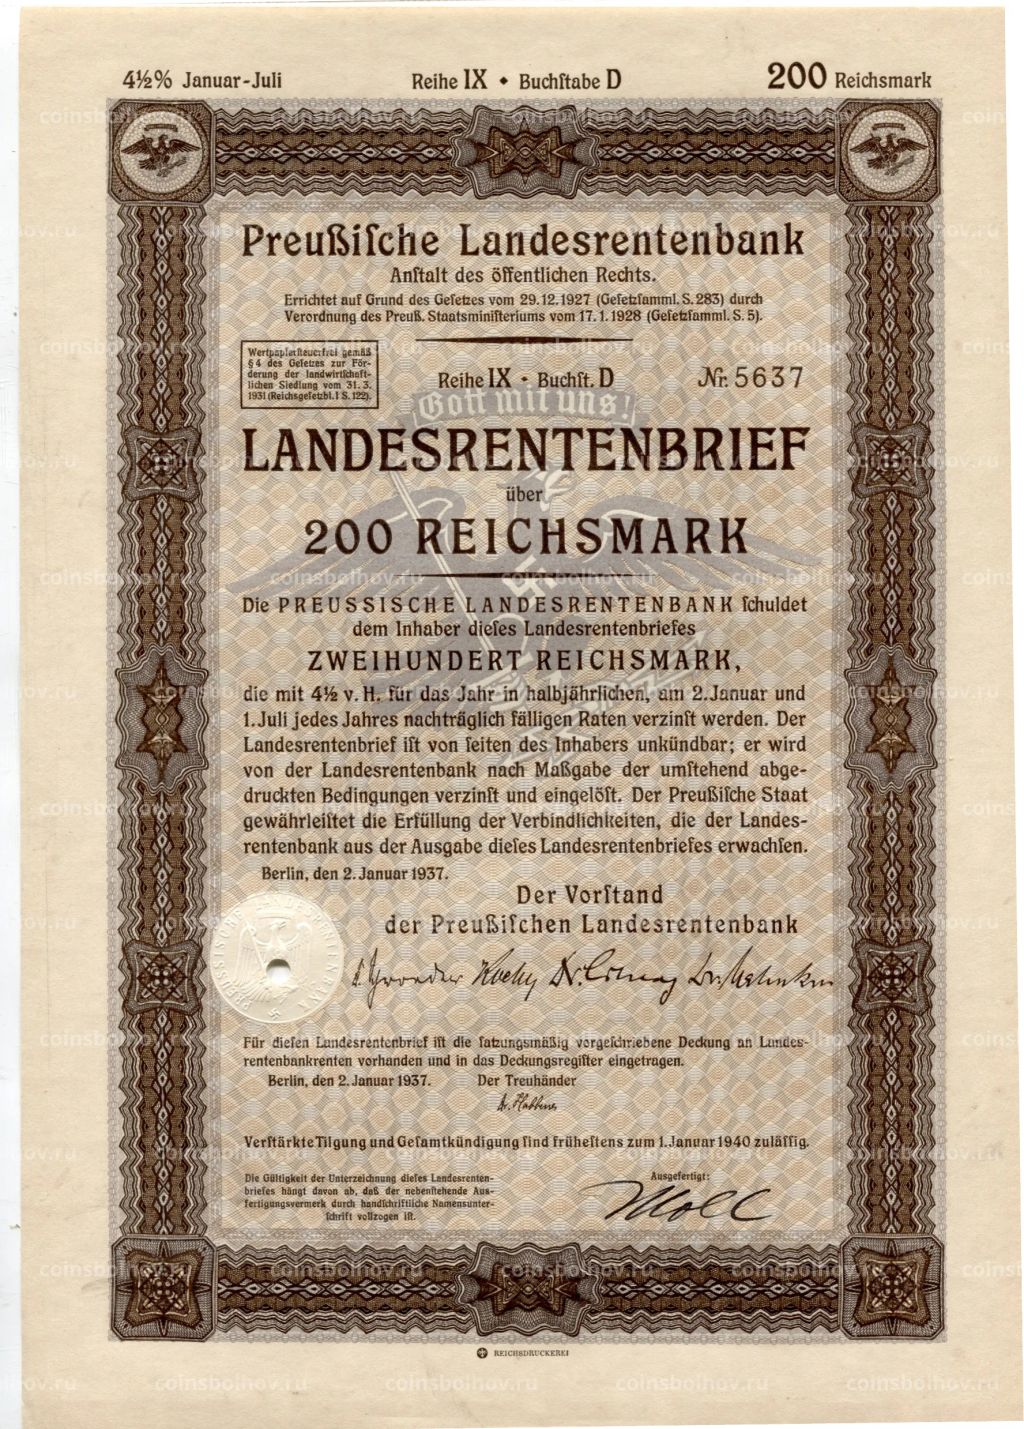 4½% Januar-Juli
Reihe IX • Buchſtabe D
200 Reichsmark
Preußiſche Landesrentenbank
Anſtalt des öffentlichen Rechts.
Errichtet auf Grund des Geſetzes vom 29.12.1927 (Geſetzſamml. S. 283) durch
Verordnung des Preuß. Staatsminiſteriums vom 17.1.1928 (Geſetzſamml. S. 5).
Wertpapierſteuerfrei gemäß
§ 4 des Geſetzes zur För-
derung der landwirtſchaft-
lichen Siedlung vom 31.3.
1931 (Reichsgeſetzbl. I S. 122).
Reihe IX • Buchſt. D
Nr. 5637
Gott mit uns!
LANDESRENTENBRIEF
über
200 REICHSMARK
Die PREUSSISCHE LANDESRENTENBANK ſchuldet
dem Inhaber dieſes Landesrentenbriefes
ZWEIHUNDERT REICHSMARK,
die mit 4½ v. H. für das Jahr in halbjährlichen, am 2. Januar und
1. Juli jedes Jahres nachträglich fälligen Raten verzinſt werden. Der
Landesrentenbrief iſt von ſeiten des Inhabers unkündbar; er wird
von der Landesrentenbank nach Maßgabe der umſtehend abge-
druckten Bedingungen verzinſt und eingelöſt. Der Preußiſche Staat
gewährleiſtet die Erfüllung der Verbindlichkeiten, die der Landes-
rentenbank aus der Ausgabe dieſes Landesrentenbriefes erwachſen.
Berlin, den 2. Januar 1937.
Der Vorſtand
der Preußiſchen Landesrentenbank
PREUSSISCHE LANDESRENTENBANK
Für dieſen Landesrentenbrief iſt die ſatzungsmäßig vorgeſchriebene Deckung an Landes-
rentenbankrenten vorhanden und in das Deckungsregiſter eingetragen.
Berlin, den 2. Januar 1937.
Der Treuhänder
Verſtärkte Tilgung und Geſamtkündigung ſind früheſtens zum 1. Januar 1940 zuläſſig.
Die Gültigkeit der Unterzeichnung dieſes Landesrenten-
briefes hängt davon ab, daß der nebenſtehende Aus-
fertigungsvermerk durch handſchriftliche Namensunter-
ſchrift vollzogen iſt.
Ausgefertigt:
Moll
REICHSDRUCKEREI
coinsbolhov.ru